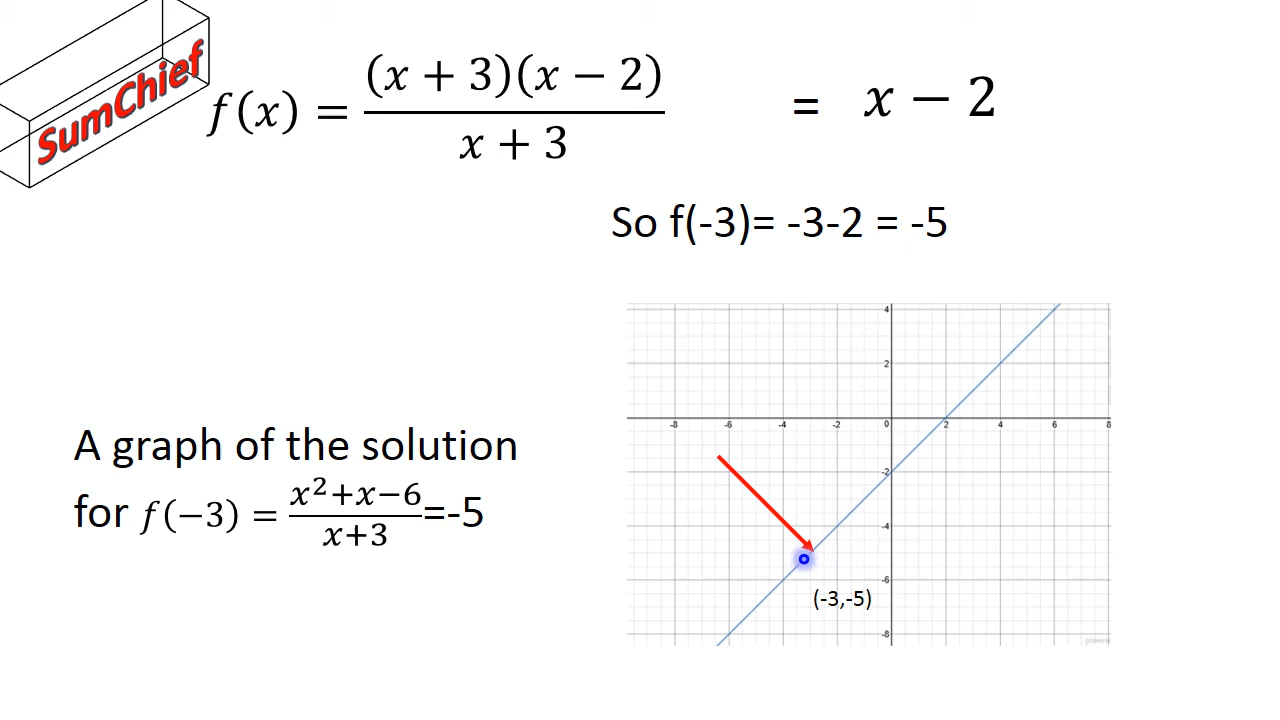 SumChief
f(x) = (x + 3)(x − 2) / x + 3 = x − 2
So f(-3)= -3-2 = -5
A graph of the solution
for f(−3) = x²+x−6 / x+3 =-5
4
2
-8 -6 -4 -2 0 2 4 6 8
-2
-4
-6
(-3,-5)
-8